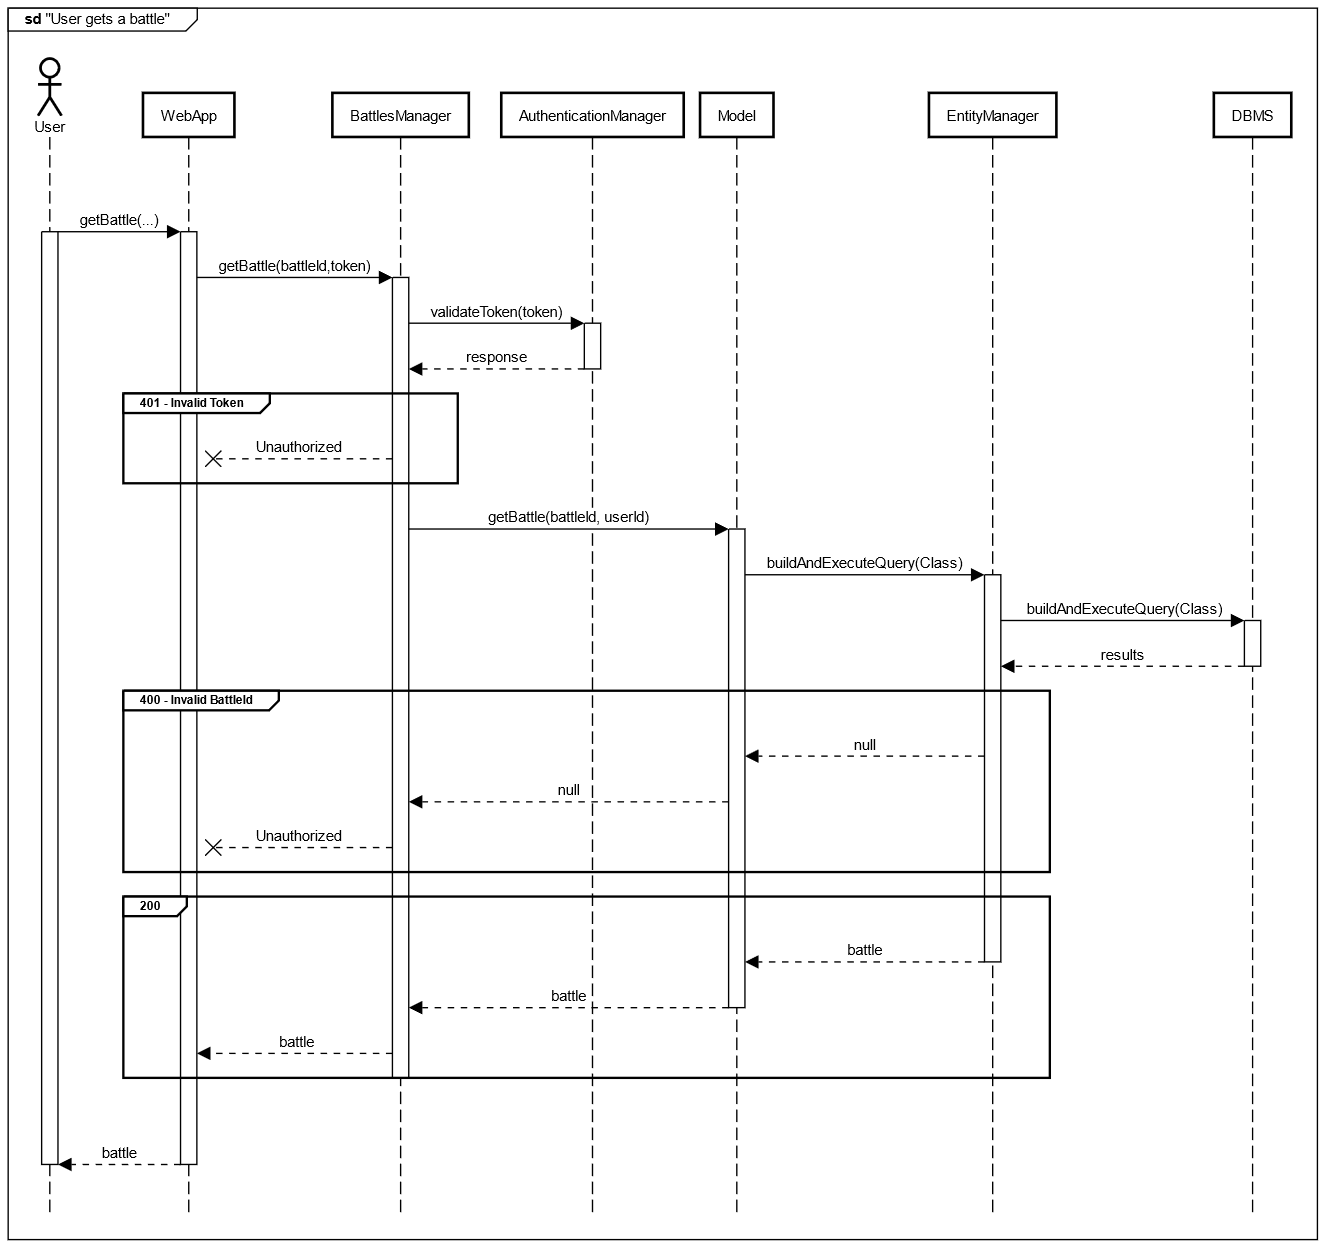 sd "User gets a battle"
User
WebApp
BattlesManager
AuthenticationManager
Model
EntityManager
DBMS
getBattle(...)
getBattle(battleId,token)
validateToken(token)
response
401 - Invalid Token
Unauthorized
getBattle(battleId, userId)
buildAndExecuteQuery(Class)
buildAndExecuteQuery(Class)
results
400 - Invalid BattleId
null
null
Unauthorized
200
battle
battle
battle
battle